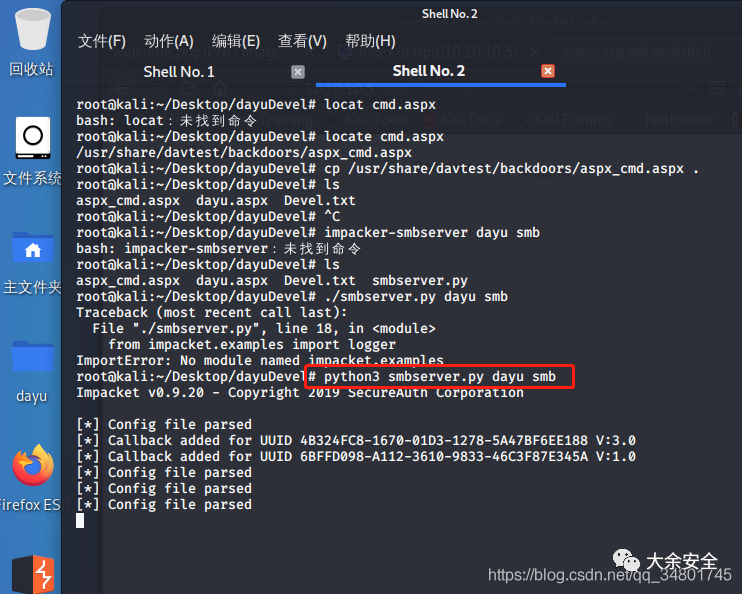 Shell No. 2
文件(F) 动作(A) 编辑(E) 查看(V) 帮助(H)
Shell No. 1
Shell No. 2
回收站
文件系统
主文件夹
dayu
Firefox ES
root@kali:~/Desktop/dayuDevel# locat cmd.aspx
bash: locat：未找到命令
root@kali:~/Desktop/dayuDevel# locate cmd.aspx
/usr/share/davtest/backdoors/aspx_cmd.aspx
root@kali:~/Desktop/dayuDevel# cp /usr/share/davtest/backdoors/aspx_cmd.aspx .
root@kali:~/Desktop/dayuDevel# ls
aspx_cmd.aspx dayu.aspx Devel.txt
root@kali:~/Desktop/dayuDevel# ^C
root@kali:~/Desktop/dayuDevel# impacker-smbserver dayu smb
bash: impacker-smbserver：未找到命令
root@kali:~/Desktop/dayuDevel# ls
aspx_cmd.aspx dayu.aspx Devel.txt smbserver.py
root@kali:~/Desktop/dayuDevel# ./smbserver.py dayu smb
Traceback (most recent call last):
File "./smbserver.py", line 18, in <module>
from impacket.examples import logger
ImportError: No module named impacket.examples
root@kali:~/Desktop/dayuDevel# python3 smbserver.py dayu smb
Impacket v0.9.20 - Copyright 2019 SecureAuth Corporation
[*] Config file parsed
[*] Callback added for UUID 4B324FC8-1670-01D3-1278-5A47BF6EE188 V:3.0
[*] Callback added for UUID 6BFFD098-A112-3610-9833-46C3F87E345A V:1.0
[*] Config file parsed
[*] Config file parsed
[*] Config file parsed
大余安全
https://blog.csdn.net/qq_34801745